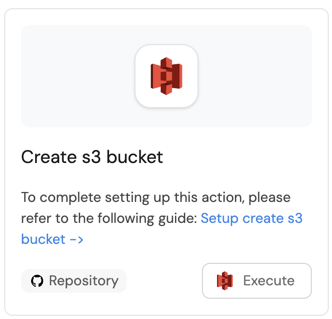 Create s3 bucket
To complete setting up this action, please
refer to the following guide: Setup create s3
bucket ->
Repository
Execute